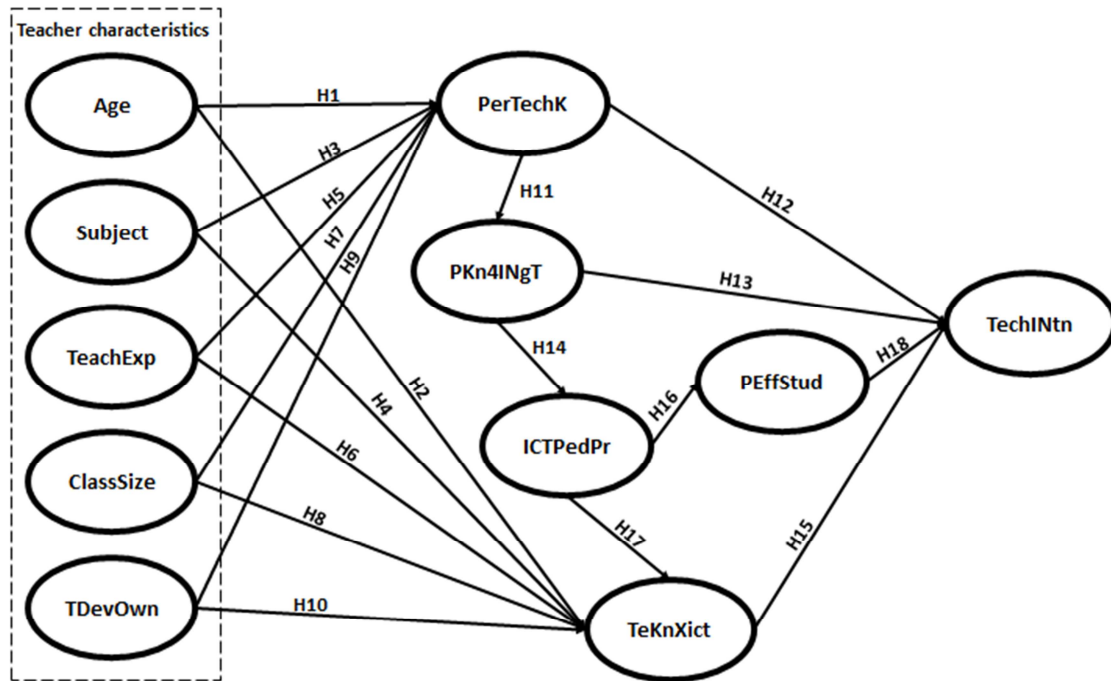 Teacher characteristics
Age
Subject
TeachExp
ClassSize
TDevOwn
H1
H3
H5
H7
H9
H2
H4
H6
H8
H10
PerTechK
H11
H12
PKn4INgT
H13
H14
TechINtn
PEffStud
H18
H16
ICTPedPr
H17
H15
TeKnXict